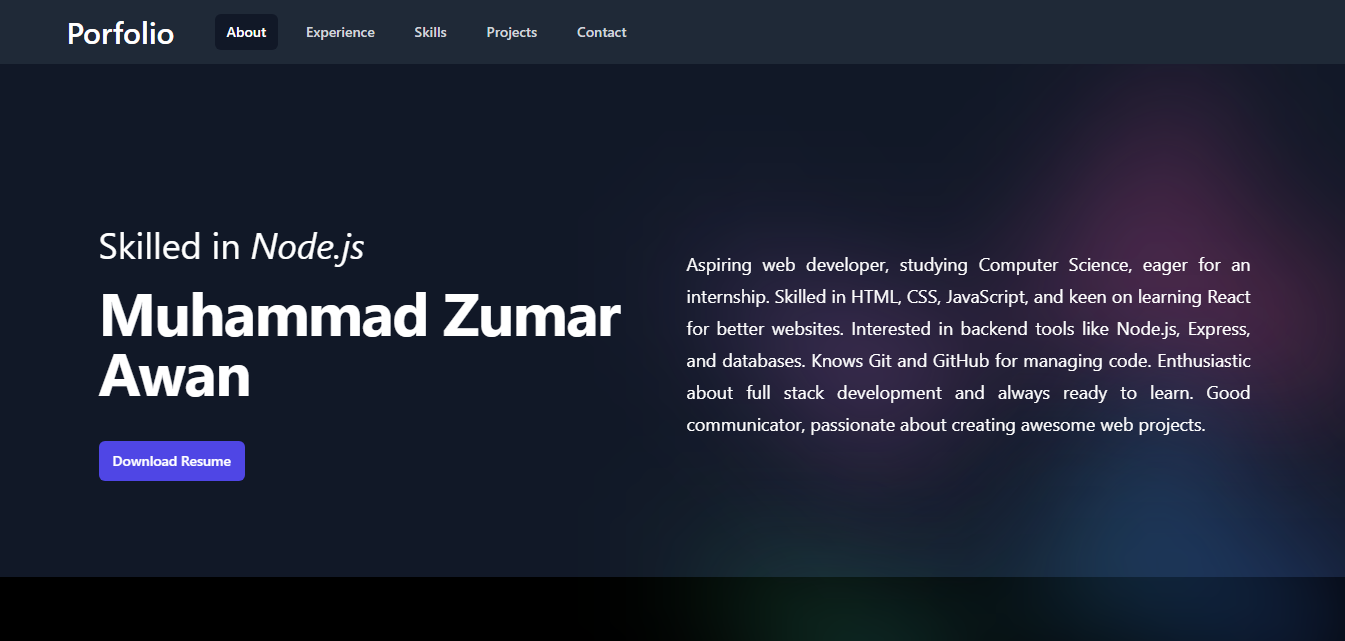 Porfolio
About
Experience
Skills
Projects
Contact
Skilled in Node.js
Muhammad Zumar
Awan
Download Resume
Aspiring web developer, studying Computer Science, eager for an
internship. Skilled in HTML, CSS, JavaScript, and keen on learning React
for better websites. Interested in backend tools like Node.js, Express,
and databases. Knows Git and GitHub for managing code. Enthusiastic
about full stack development and always ready to learn. Good
communicator, passionate about creating awesome web projects.